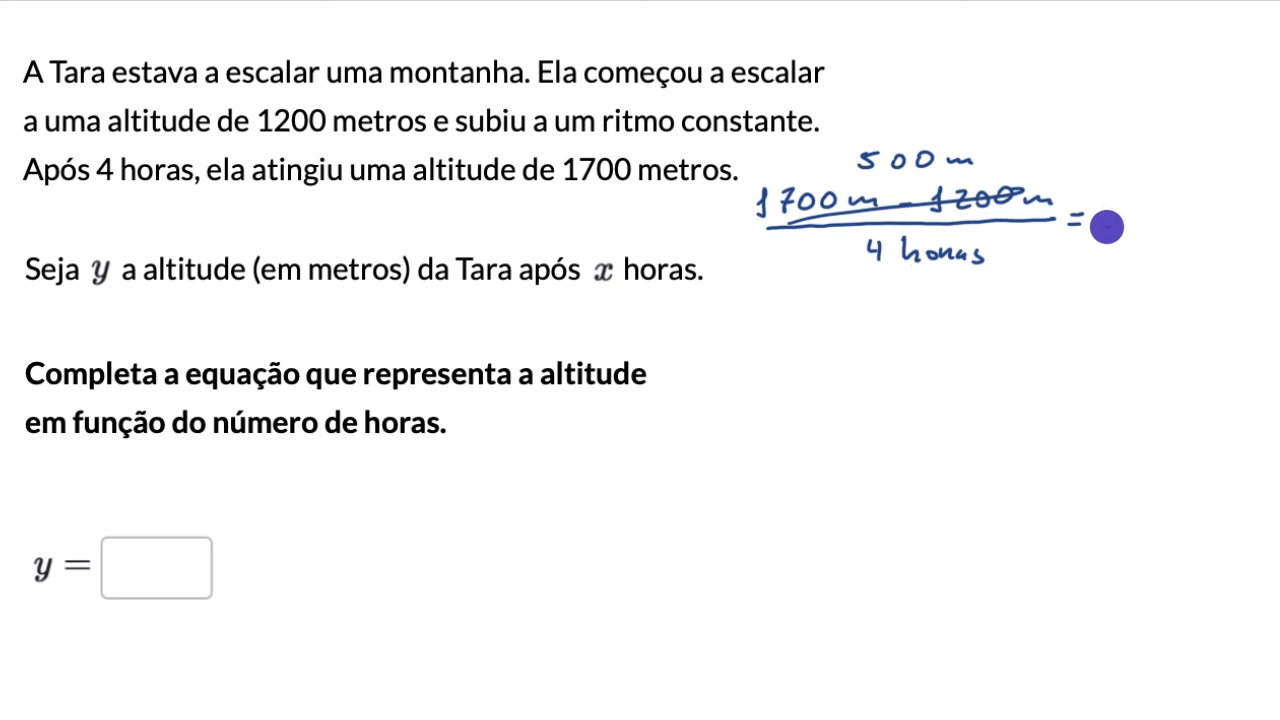 A Tara estava a escalar uma montanha. Ela começou a escalar
a uma altitude de 1200 metros e subiu a um ritmo constante.
Após 4 horas, ela atingiu uma altitude de 1700 metros.
500 m
1700 m - 1200 m
=
4 horas
Seja y a altitude (em metros) da Tara após x horas.
Completa a equação que representa a altitude
em função do número de horas.
y =